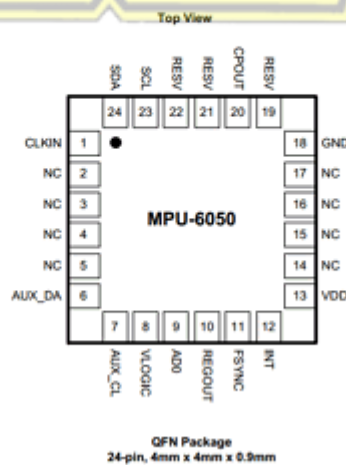 Top View
SDA
SCL
RESV
RESV
CPOUT
RESV
24 23 22 21 20 19
CLKIN 1
18 GND
NC 2
17 NC
NC 3
16 NC
MPU-6050
NC 4
15 NC
NC 5
14 NC
AUX_DA 6
13 VDD
7 8 9 10 11 12
AUX_CL
VLOGIC
AD0
REGOUT
FSYNC
INT
QFN Package
24-pin, 4mm x 4mm x 0.9mm